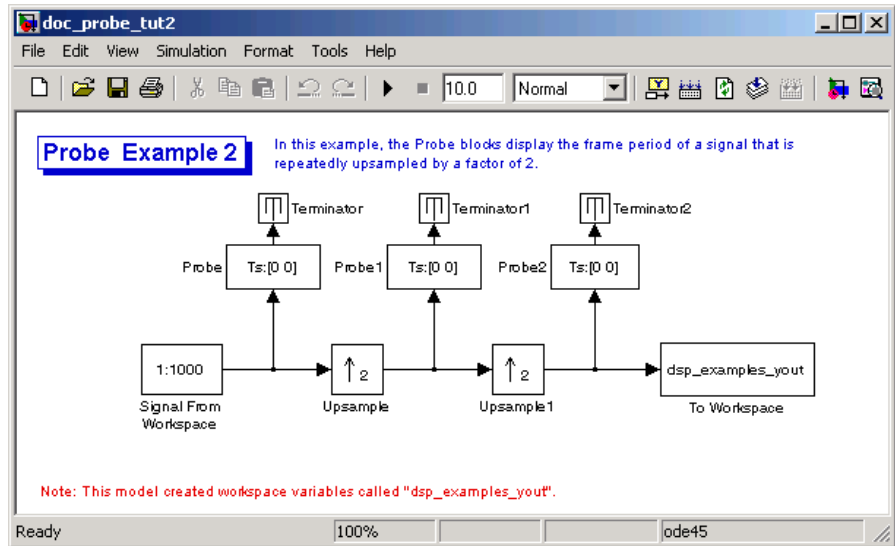 doc_probe_tut2
File Edit View Simulation Format Tools Help
10.0 Normal
Probe Example 2
In this example, the Probe blocks display the frame period of a signal that is
repeatedly upsampled by a factor of 2.
Terminator Terminator1 Terminator2
Probe Ts:[0 0] Probe1 Ts:[0 0] Probe2 Ts:[0 0]
1:1000 2 2 dsp_examples_yout
Signal From
Workspace
Upsample Upsample1 To Workspace
Note: This model created workspace variables called "dsp_examples_yout".
Ready 100% ode45